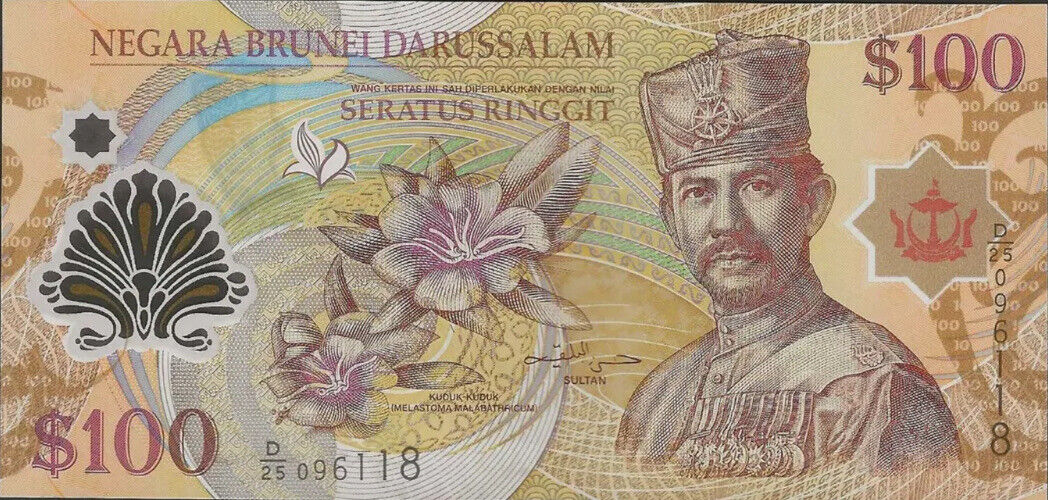 NEGARA BRUNEI DARUSSALAM
$100
WANG KERTAS INI SAH DIPERLAKUKAN DENGAN NILAI
SERATUS RINGGIT
D/25 096118
SULTAN
KUDUK-KUDUK
(MELASTOMA MALABATHRICUM)
$100
D/25 096118